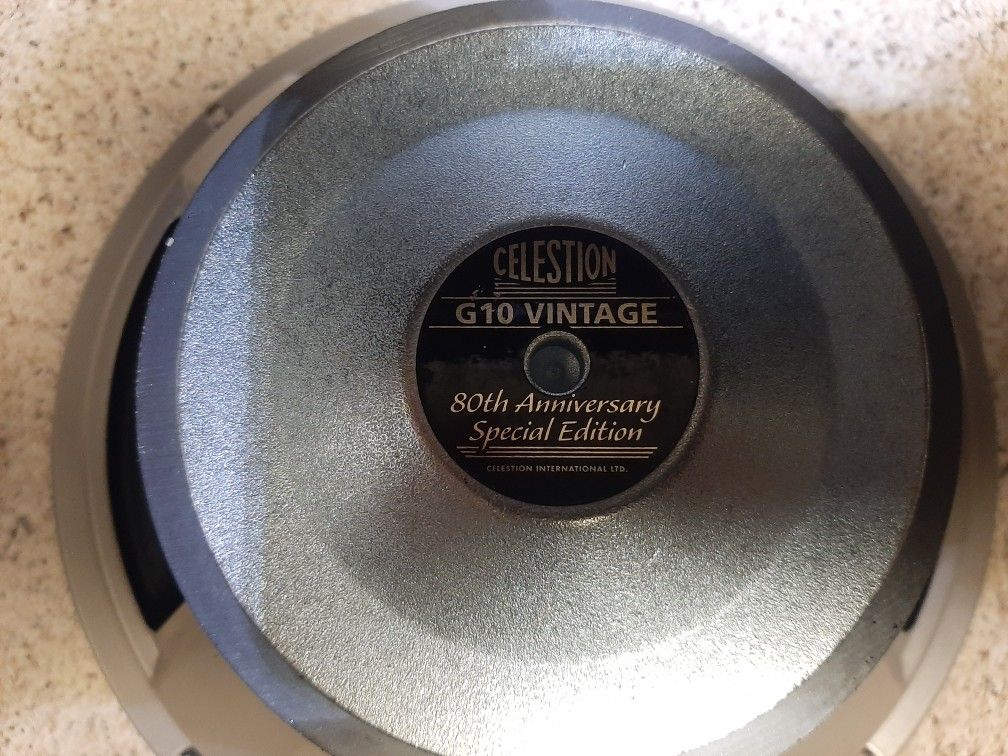 CELESTION
G10 VINTAGE
80th Anniversary
Special Edition
CELESTION INTERNATIONAL LTD.